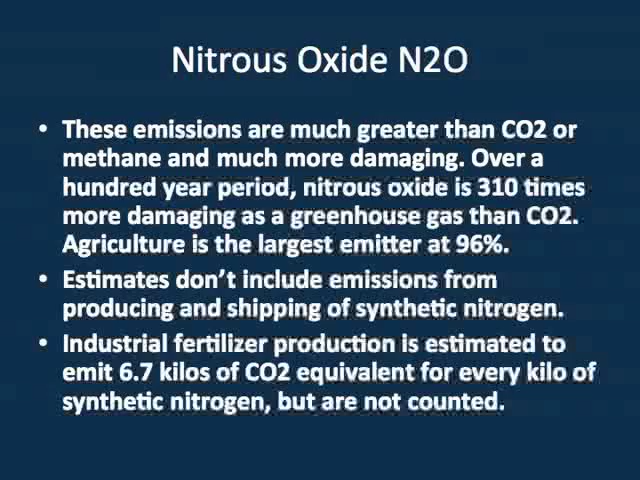 Nitrous Oxide N2O
• These emissions are much greater than CO2 or
methane and much more damaging. Over a
hundred year period, nitrous oxide is 310 times
more damaging as a greenhouse gas than CO2.
Agriculture is the largest emitter at 96%.
• Estimates don't include emissions from
producing and shipping of synthetic nitrogen.
• Industrial fertilizer production is estimated to
emit 6.7 kilos of CO2 equivalent for every kilo of
synthetic nitrogen, but are not counted.